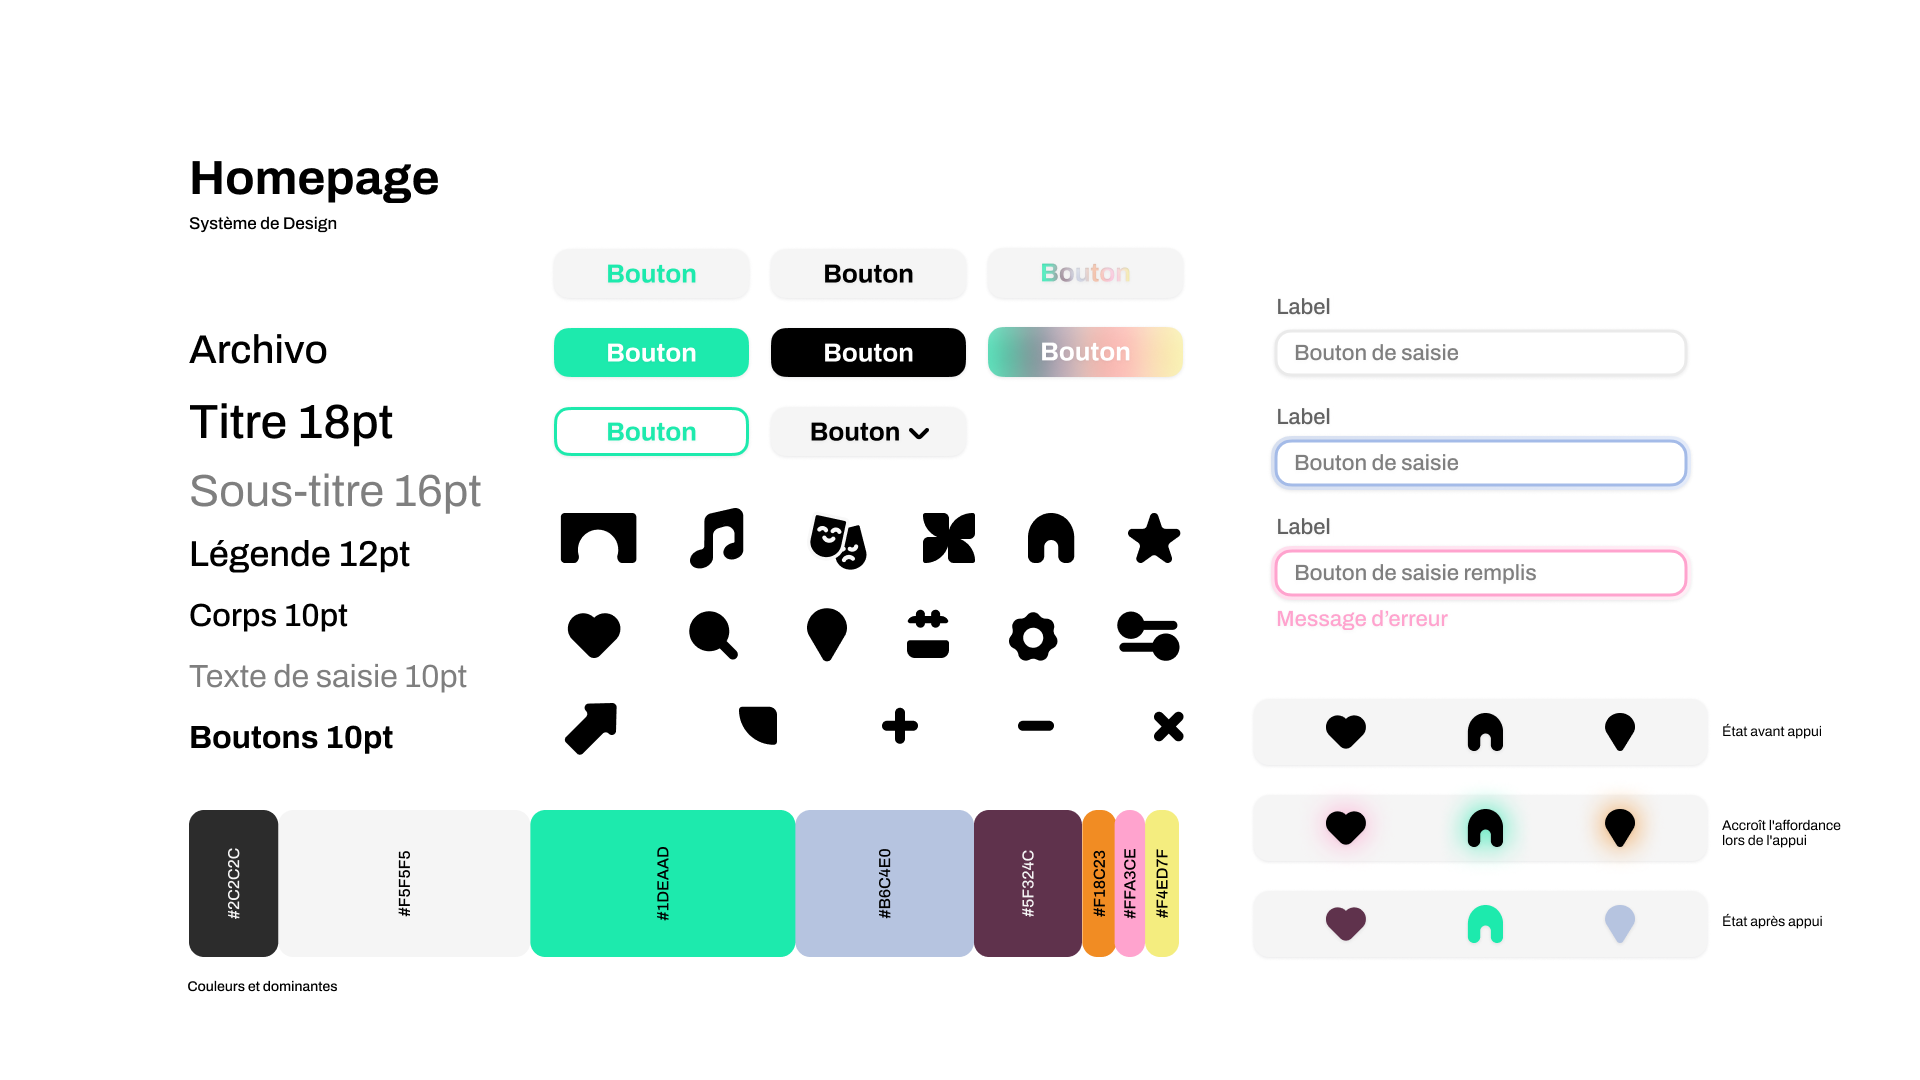 Homepage
Système de Design
Archivo
Titre 18pt
Sous-titre 16pt
Légende 12pt
Corps 10pt
Texte de saisie 10pt
Boutons 10pt
Bouton
Bouton
Bouton
Bouton
Bouton
Bouton
Bouton
Bouton
Label
Bouton de saisie
Label
Bouton de saisie
Label
Bouton de saisie remplis
Message d’erreur
État avant appui
Accroît l'affordance
lors de l'appui
État après appui
#2C2C2C
#F5F5F5
#1DEAAD
#B6C4E0
#5F324C
#F18C23
#FFA3CE
#F4ED7F
Couleurs et dominantes